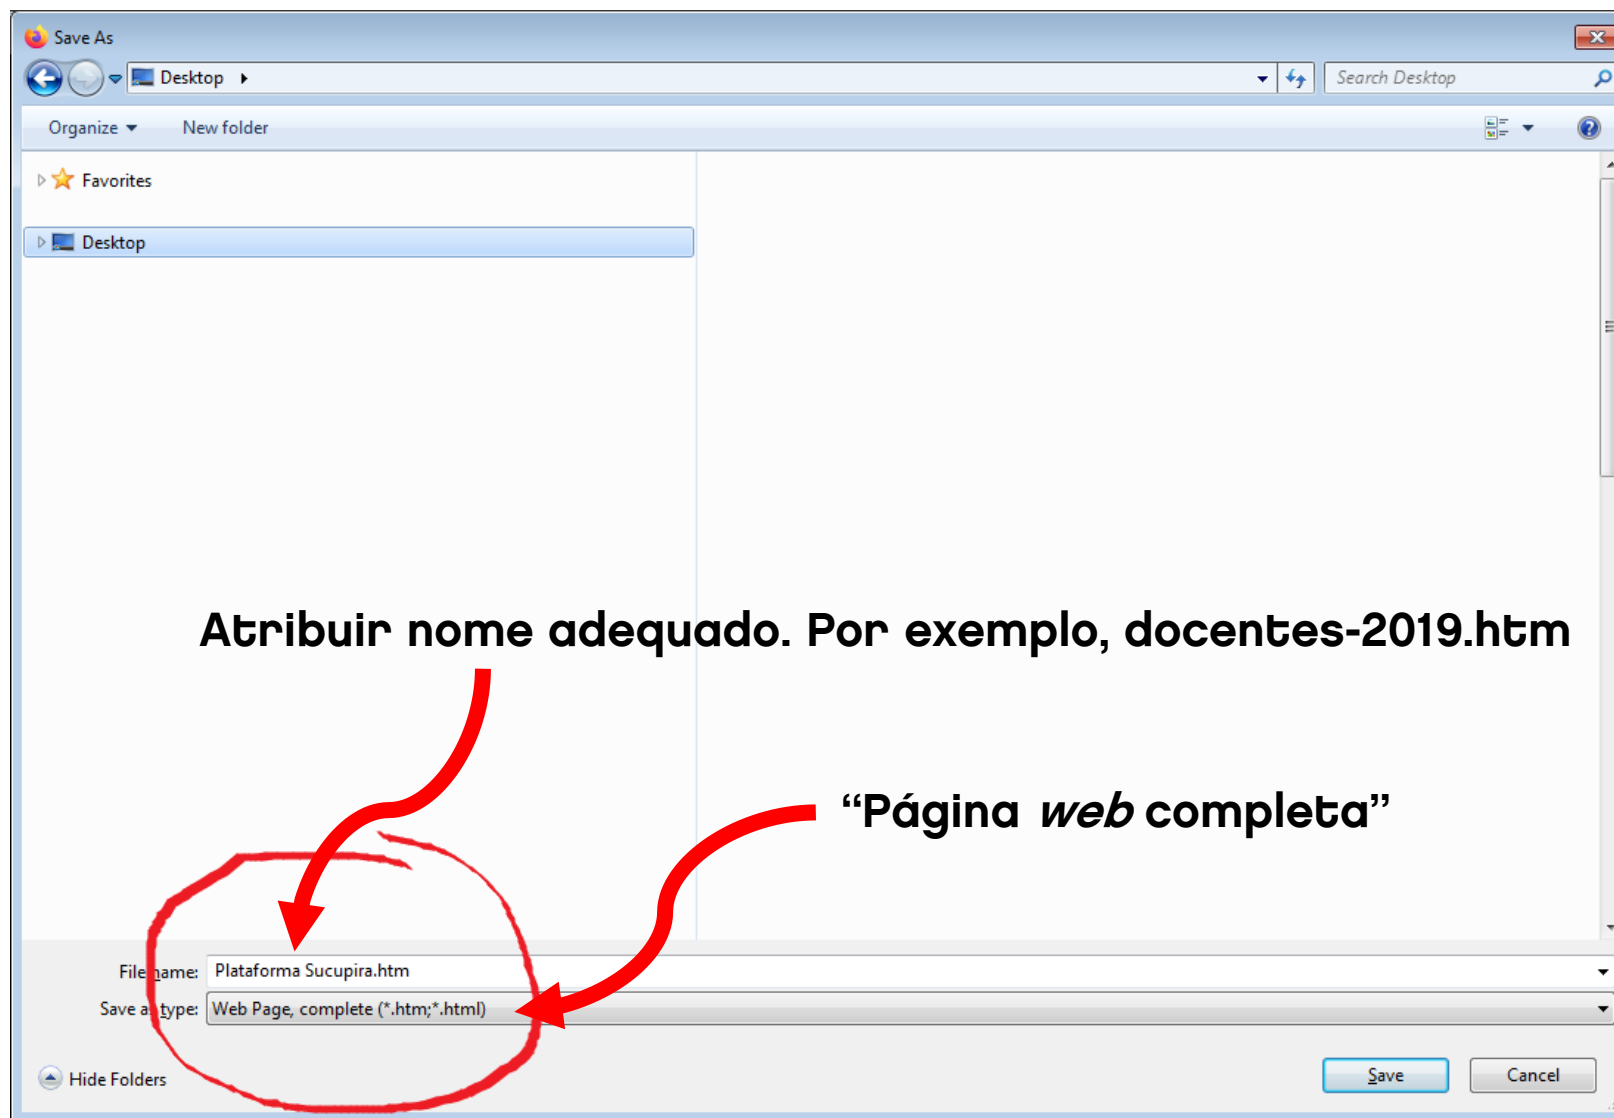 Save As
Desktop
Search Desktop
Organize
New folder
Favorites
Desktop
Atribuir nome adequado. Por exemplo, docentes-2019.htm
“Página web completa”
File name: Plataforma Sucupira.htm
Save as type: Web Page, complete (*.htm;*.html)
Hide Folders
Save
Cancel